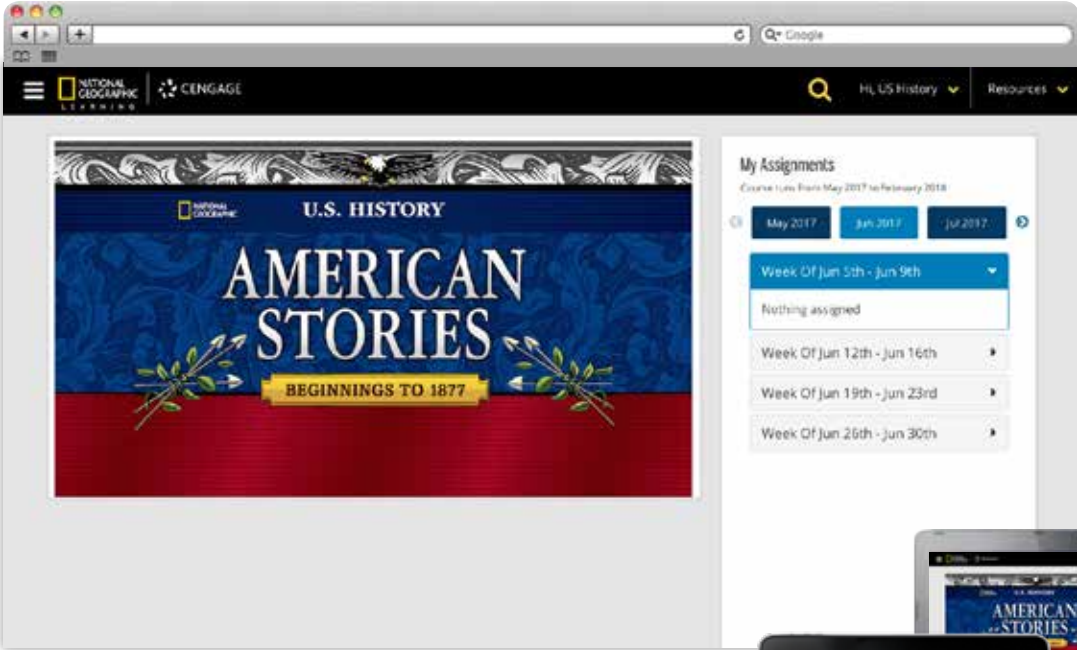 Google
NATIONAL
GEOGRAPHIC
LEARNING
CENGAGE
Hi, US History
Resources
NATIONAL
GEOGRAPHIC
U.S. HISTORY
AMERICAN
STORIES
BEGINNINGS TO 1877
My Assignments
Course runs from May 2017 to February 2018
May 2017
Jun 2017
Jul 2017
Week Of Jun 5th - Jun 9th
Nothing assigned
Week Of Jun 12th - Jun 16th
Week Of Jun 19th - Jun 23rd
Week Of Jun 26th - Jun 30th
AMERICAN
STORIES